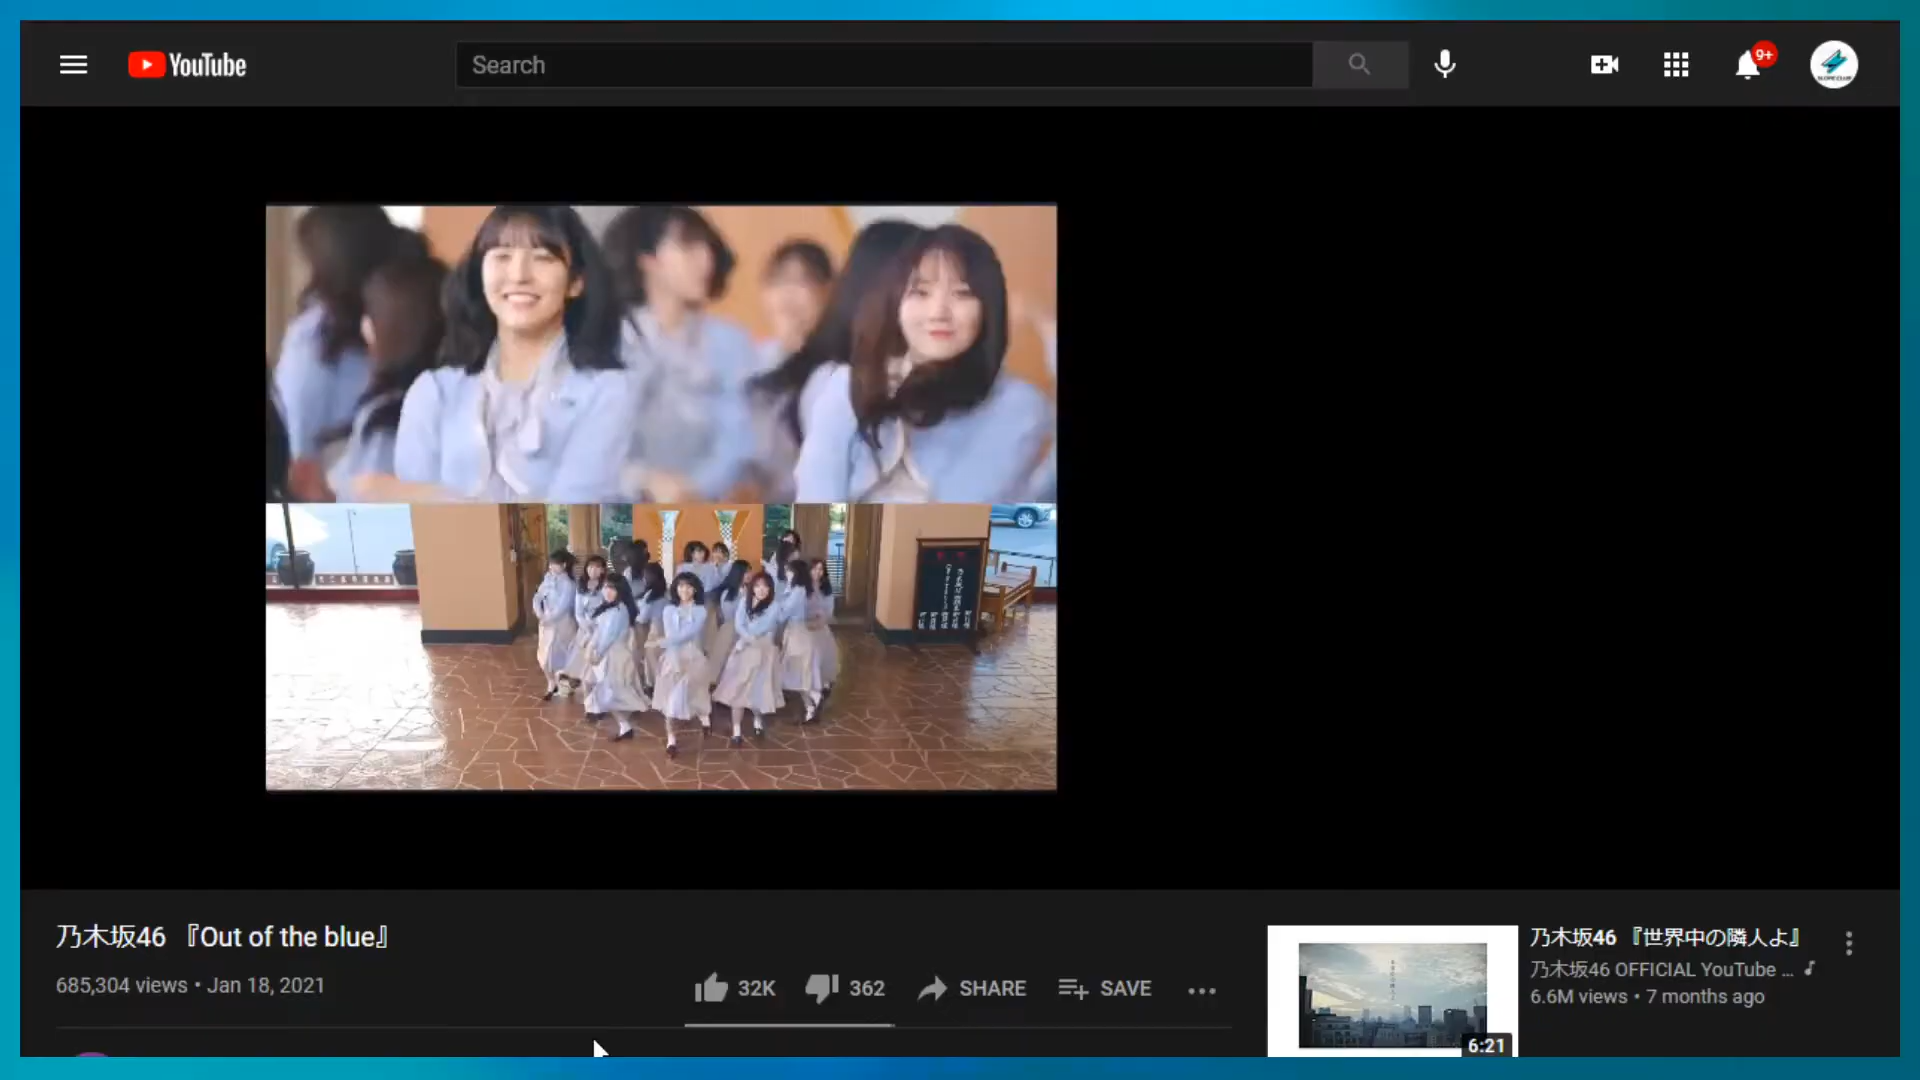 YouTube
Search
9+
乃木坂46 『Out of the blue』
685,304 views • Jan 18, 2021
32K
362
SHARE
SAVE
乃木坂46 『世界中の隣人よ』
乃木坂46 OFFICIAL YouTube ...
6.6M views • 7 months ago
6:21